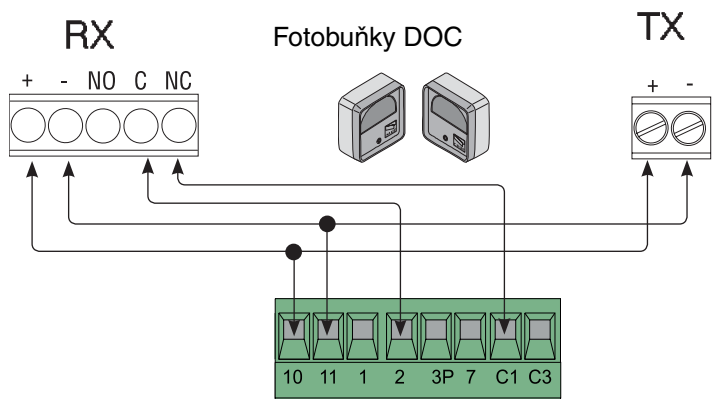 RX
Fotobuňky DOC
TX
+ - NO C NC
+ -
10 11 1 2 3P 7 C1 C3